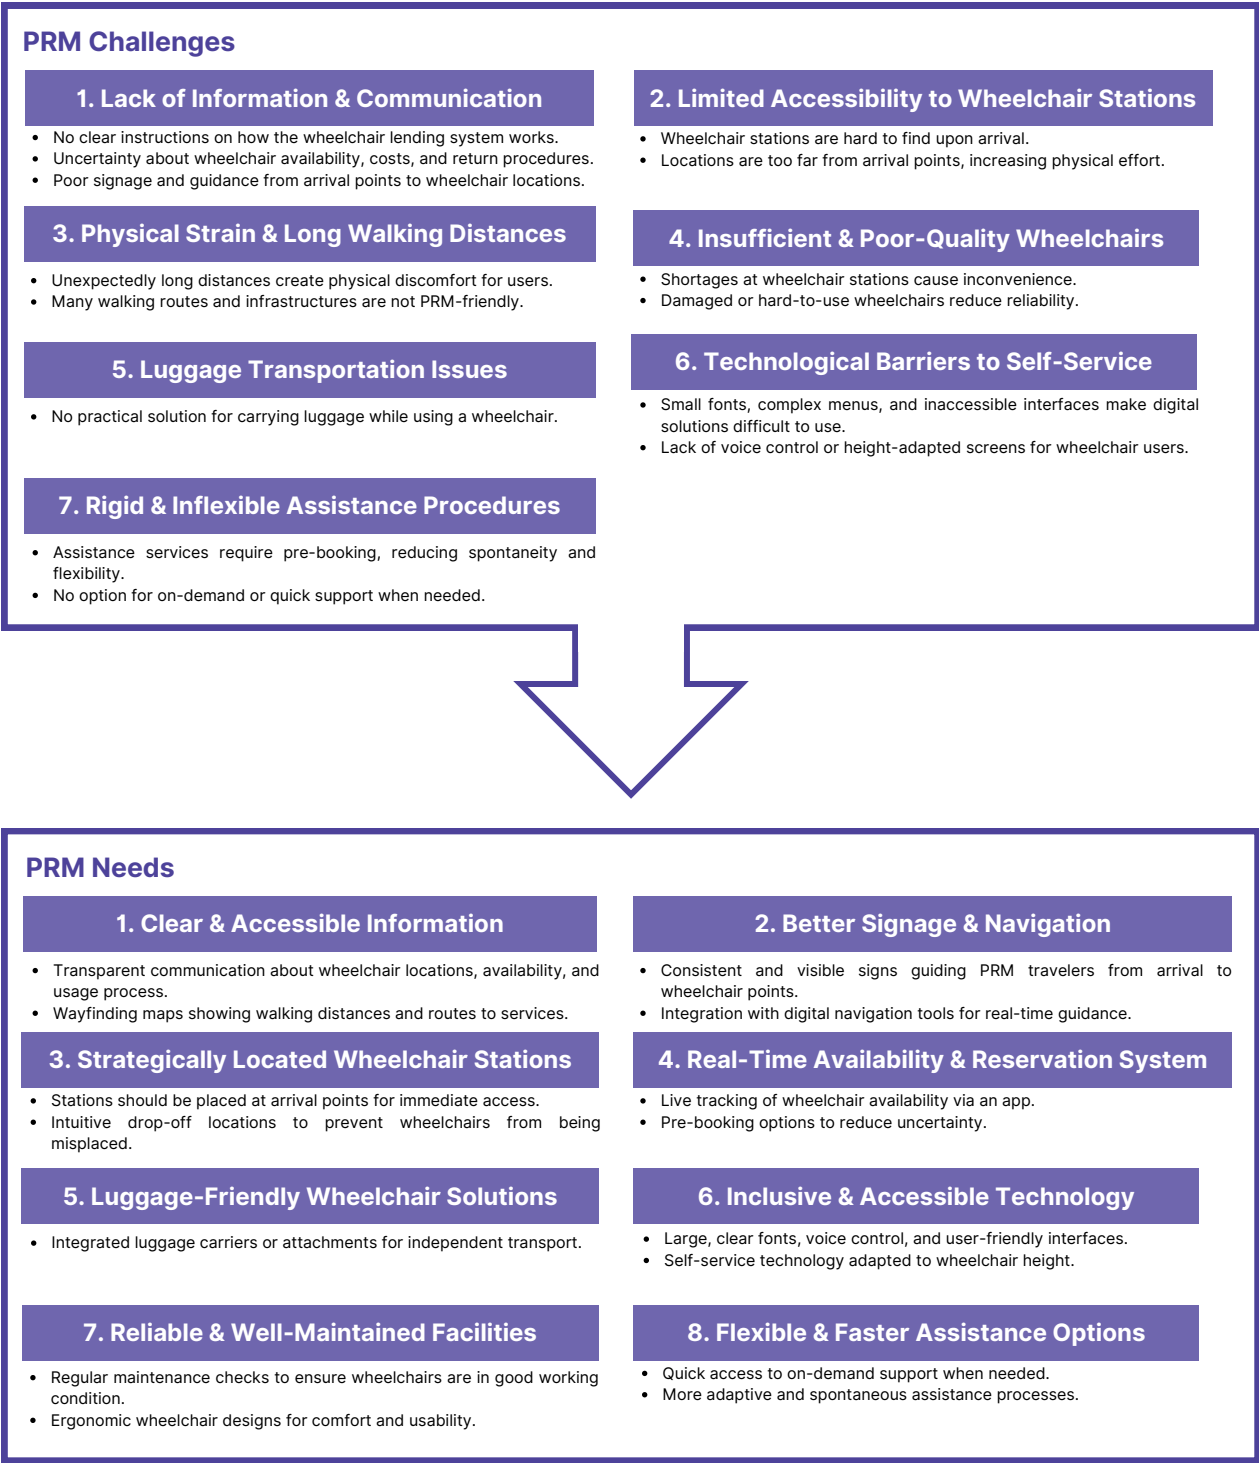 PRM Challenges
1. Lack of Information & Communication
• No clear instructions on how the wheelchair lending system works.
• Uncertainty about wheelchair availability, costs, and return procedures.
• Poor signage and guidance from arrival points to wheelchair locations.
2. Limited Accessibility to Wheelchair Stations
• Wheelchair stations are hard to find upon arrival.
• Locations are too far from arrival points, increasing physical effort.
3. Physical Strain & Long Walking Distances
• Unexpectedly long distances create physical discomfort for users.
• Many walking routes and infrastructures are not PRM-friendly.
4. Insufficient & Poor-Quality Wheelchairs
• Shortages at wheelchair stations cause inconvenience.
• Damaged or hard-to-use wheelchairs reduce reliability.
5. Luggage Transportation Issues
• No practical solution for carrying luggage while using a wheelchair.
6. Technological Barriers to Self-Service
• Small fonts, complex menus, and inaccessible interfaces make digital
solutions difficult to use.
• Lack of voice control or height-adapted screens for wheelchair users.
7. Rigid & Inflexible Assistance Procedures
• Assistance services require pre-booking, reducing spontaneity and
flexibility.
• No option for on-demand or quick support when needed.
PRM Needs
1. Clear & Accessible Information
• Transparent communication about wheelchair locations, availability, and
usage process.
• Wayfinding maps showing walking distances and routes to services.
2. Better Signage & Navigation
• Consistent and visible signs guiding PRM travelers from arrival to
wheelchair points.
• Integration with digital navigation tools for real-time guidance.
3. Strategically Located Wheelchair Stations
• Stations should be placed at arrival points for immediate access.
• Intuitive drop-off locations to prevent wheelchairs from being
misplaced.
4. Real-Time Availability & Reservation System
• Live tracking of wheelchair availability via an app.
• Pre-booking options to reduce uncertainty.
5. Luggage-Friendly Wheelchair Solutions
• Integrated luggage carriers or attachments for independent transport.
6. Inclusive & Accessible Technology
• Large, clear fonts, voice control, and user-friendly interfaces.
• Self-service technology adapted to wheelchair height.
7. Reliable & Well-Maintained Facilities
• Regular maintenance checks to ensure wheelchairs are in good working
condition.
• Ergonomic wheelchair designs for comfort and usability.
8. Flexible & Faster Assistance Options
• Quick access to on-demand support when needed.
• More adaptive and spontaneous assistance processes.